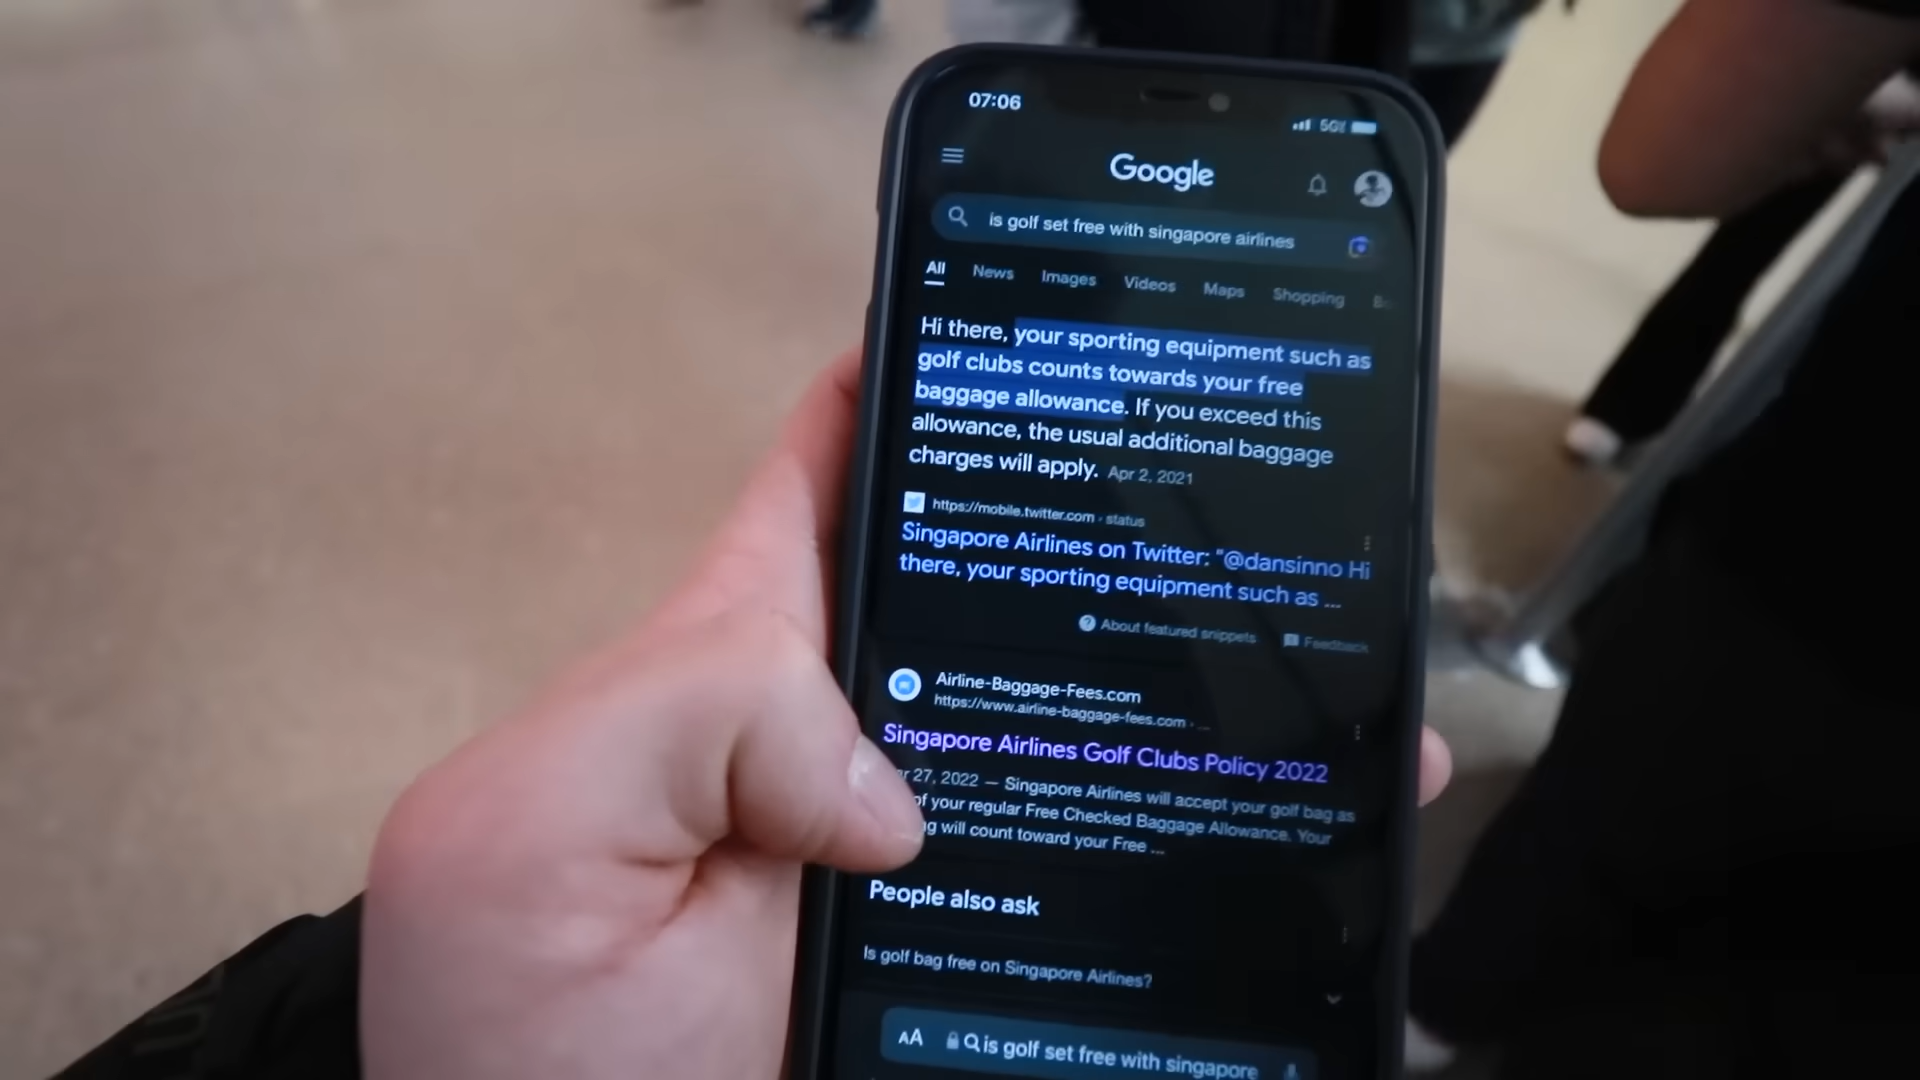 07:06
5G
Google
is golf set free with singapore airlines
All News Images Videos Maps Shopping
Hi there, your sporting equipment such as
golf clubs counts towards your free
baggage allowance. If you exceed this
allowance, the usual additional baggage
charges will apply. Apr 2, 2021
https://mobile.twitter.com › status
Singapore Airlines on Twitter: "@dansinno Hi
there, your sporting equipment such as ...
About featured snippets Feedback
Airline-Baggage-Fees.com
https://www.airline-baggage-fees.com › ...
Singapore Airlines Golf Clubs Policy 2022
27, 2022 — Singapore Airlines will accept your golf bag as
of your regular Free Checked Baggage Allowance. Your
will count toward your Free ...
People also ask
Is golf bag free on Singapore Airlines?
AA is golf set free with singapore